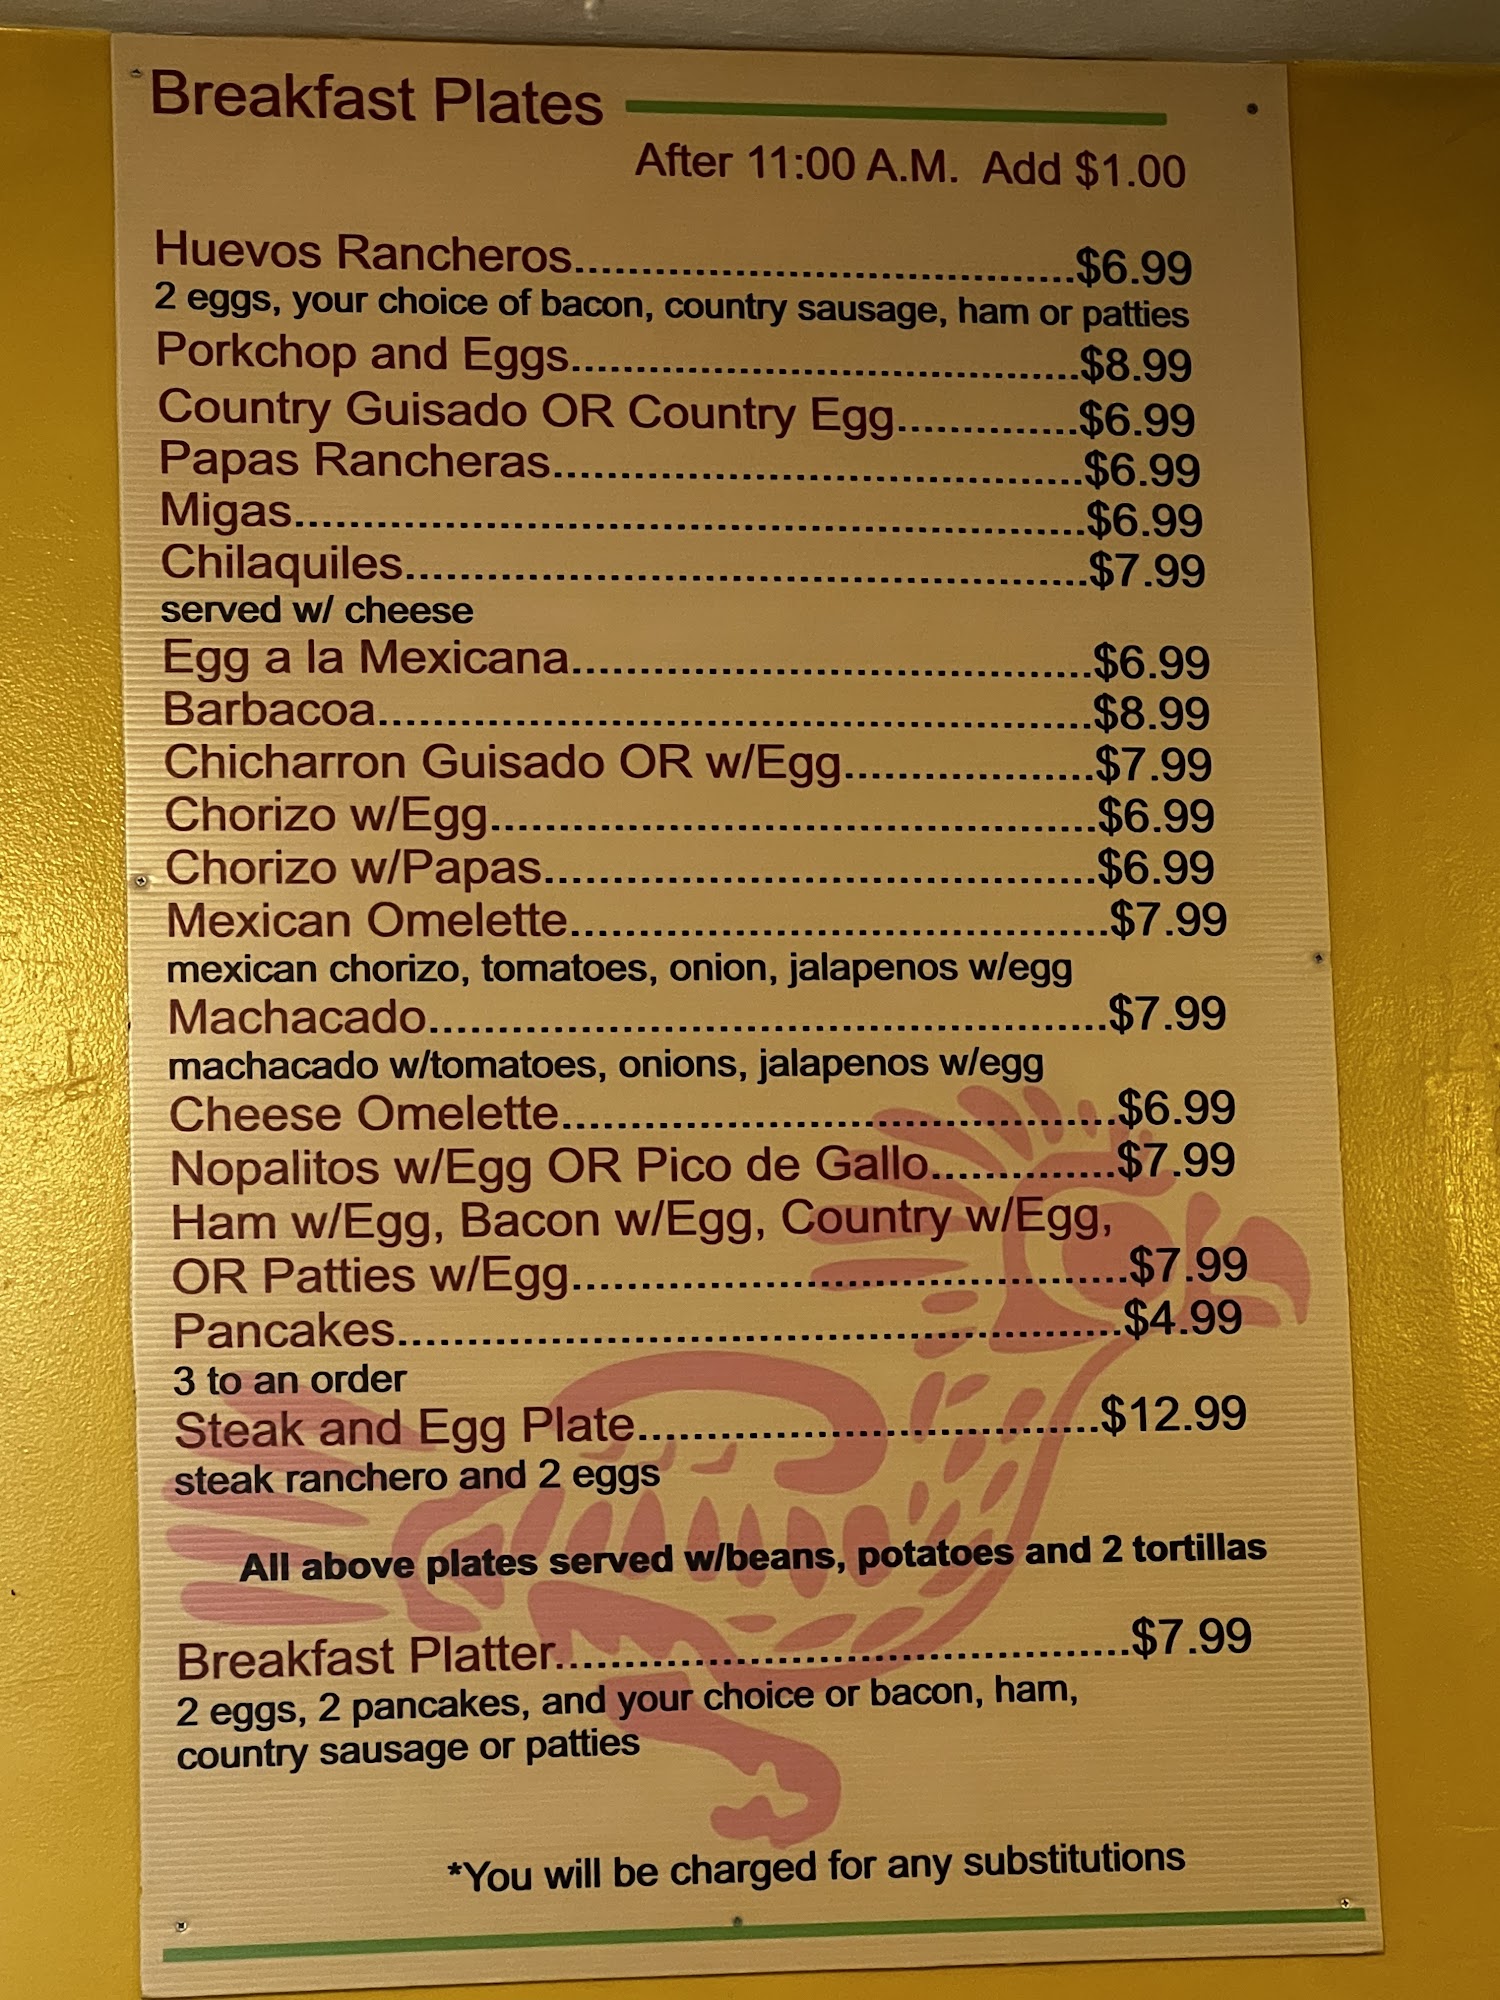 Breakfast Plates
After 11:00 A.M. Add $1.00
Huevos Rancheros..................................$6.99
2 eggs, your choice of bacon, country sausage, ham or patties
Porkchop and Eggs..................................$8.99
Country Guisado OR Country Egg.............$6.99
Papas Rancheras..................................$6.99
Migas..................................$6.99
Chilaquiles..................................$7.99
served w/ cheese
Egg a la Mexicana..................................$6.99
Barbacoa..................................$8.99
Chicharron Guisado OR w/Egg..................$7.99
Chorizo w/Egg..................................$6.99
Chorizo w/Papas..................................$6.99
Mexican Omelette..................................$7.99
mexican chorizo, tomatoes, onion, jalapenos w/egg
Machacado..................................$7.99
machacado w/tomatoes, onions, jalapenos w/egg
Cheese Omelette..................................$6.99
Nopalitos w/Egg OR Pico de Gallo.............$7.99
Ham w/Egg, Bacon w/Egg, Country w/Egg,
OR Patties w/Egg..................................$7.99
Pancakes..................................$4.99
3 to an order
Steak and Egg Plate..................................$12.99
steak ranchero and 2 eggs
All above plates served w/beans, potatoes and 2 tortillas
Breakfast Platter..................................$7.99
2 eggs, 2 pancakes, and your choice or bacon, ham,
country sausage or patties
*You will be charged for any substitutions